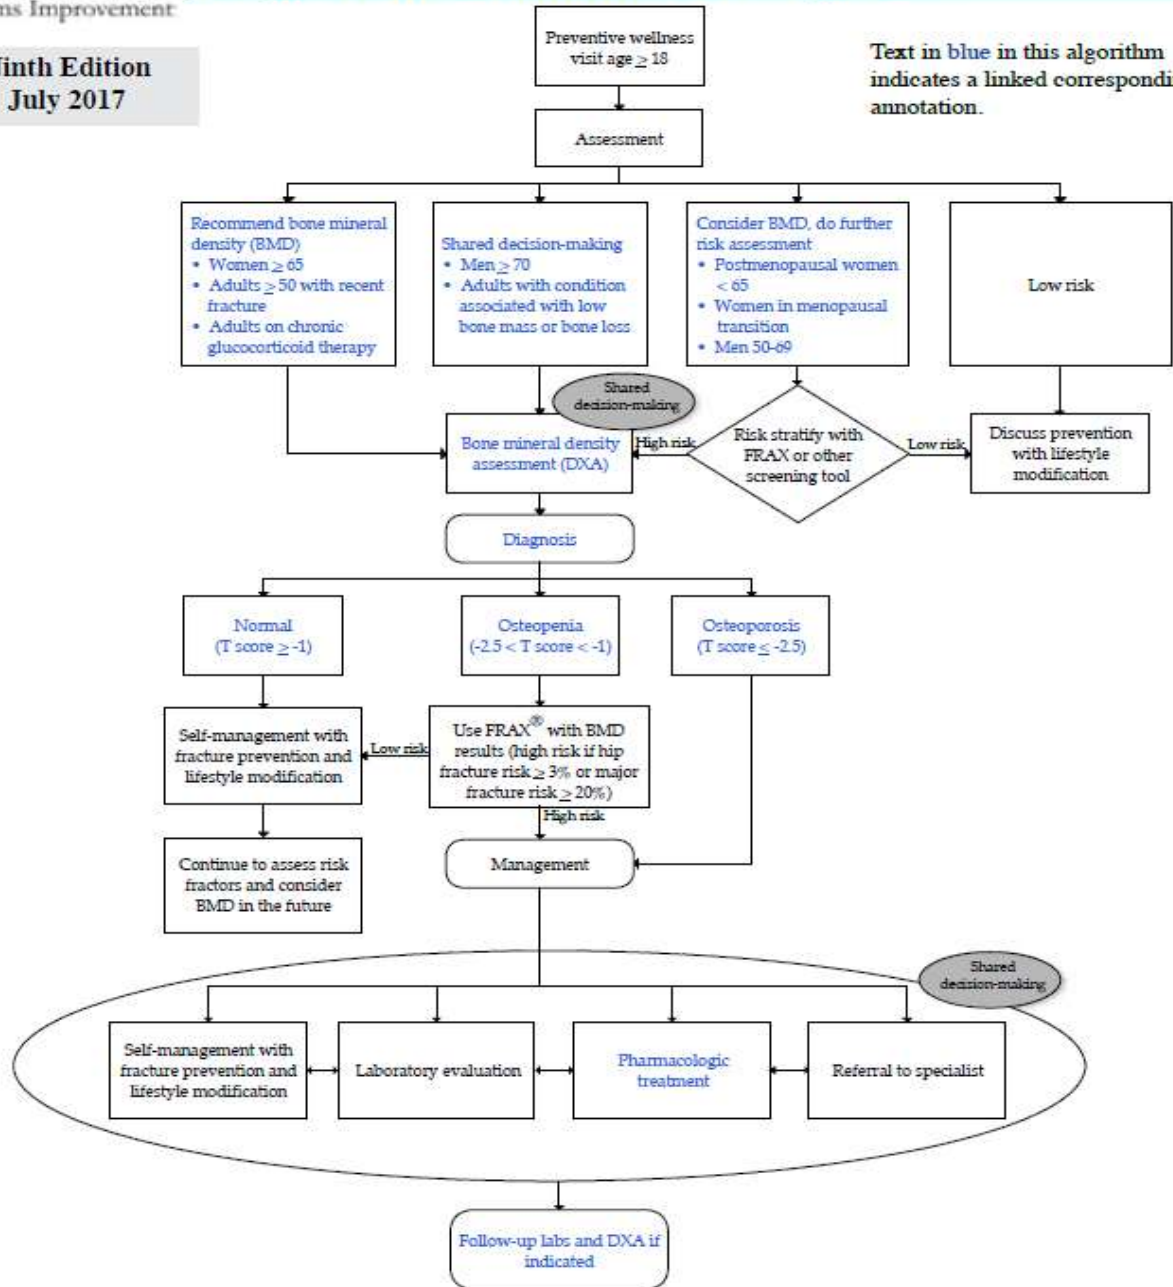 ns Improvement
Ninth Edition
July 2017
Text in blue in this algorithm
indicates a linked correspondi
annotation.
Preventive wellness
visit age ≥ 18
Assessment
Recommend bone mineral
density (BMD)
• Women ≥ 65
• Adults ≥ 50 with recent
fracture
• Adults on chronic
glucocorticoid therapy
Shared decision-making
• Men ≥ 70
• Adults with condition
associated with low
bone mass or bone loss
Consider BMD, do further
risk assessment
• Postmenopausal women
< 65
• Women in menopausal
transition
• Men 50-69
Low risk
Shared
decision-making
Bone mineral density
assessment (DXA)
High risk
Risk stratify with
FRAX or other
screening tool
Low risk
Discuss prevention
with lifestyle
modification
Diagnosis
Normal
(T score ≥ -1)
Osteopenia
(-2.5 < T score < -1)
Osteoporosis
(T score ≤ -2.5)
Self-management with
fracture prevention and
lifestyle modification
Low risk
Use FRAX® with BMD
results (high risk if hip
fracture risk ≥ 3% or major
fracture risk ≥ 20%)
High risk
Continue to assess risk
fractors and consider
BMD in the future
Management
Shared
decision-making
Self-management with
fracture prevention and
lifestyle modification
Laboratory evaluation
Pharmacologic
treatment
Referral to specialist
Follow-up labs and DXA if
indicated